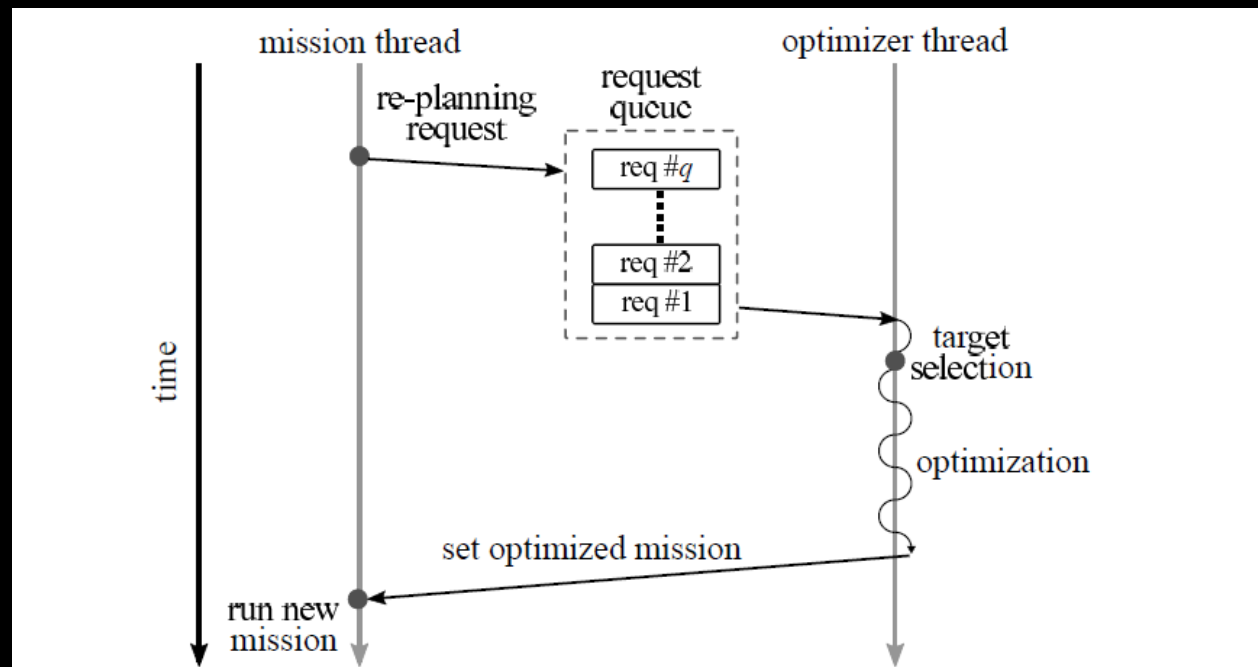 mission thread
optimizer thread
re-planning
request
request
queue
req #q
req #2
req #1
time
target
selection
optimization
set optimized mission
run new
mission